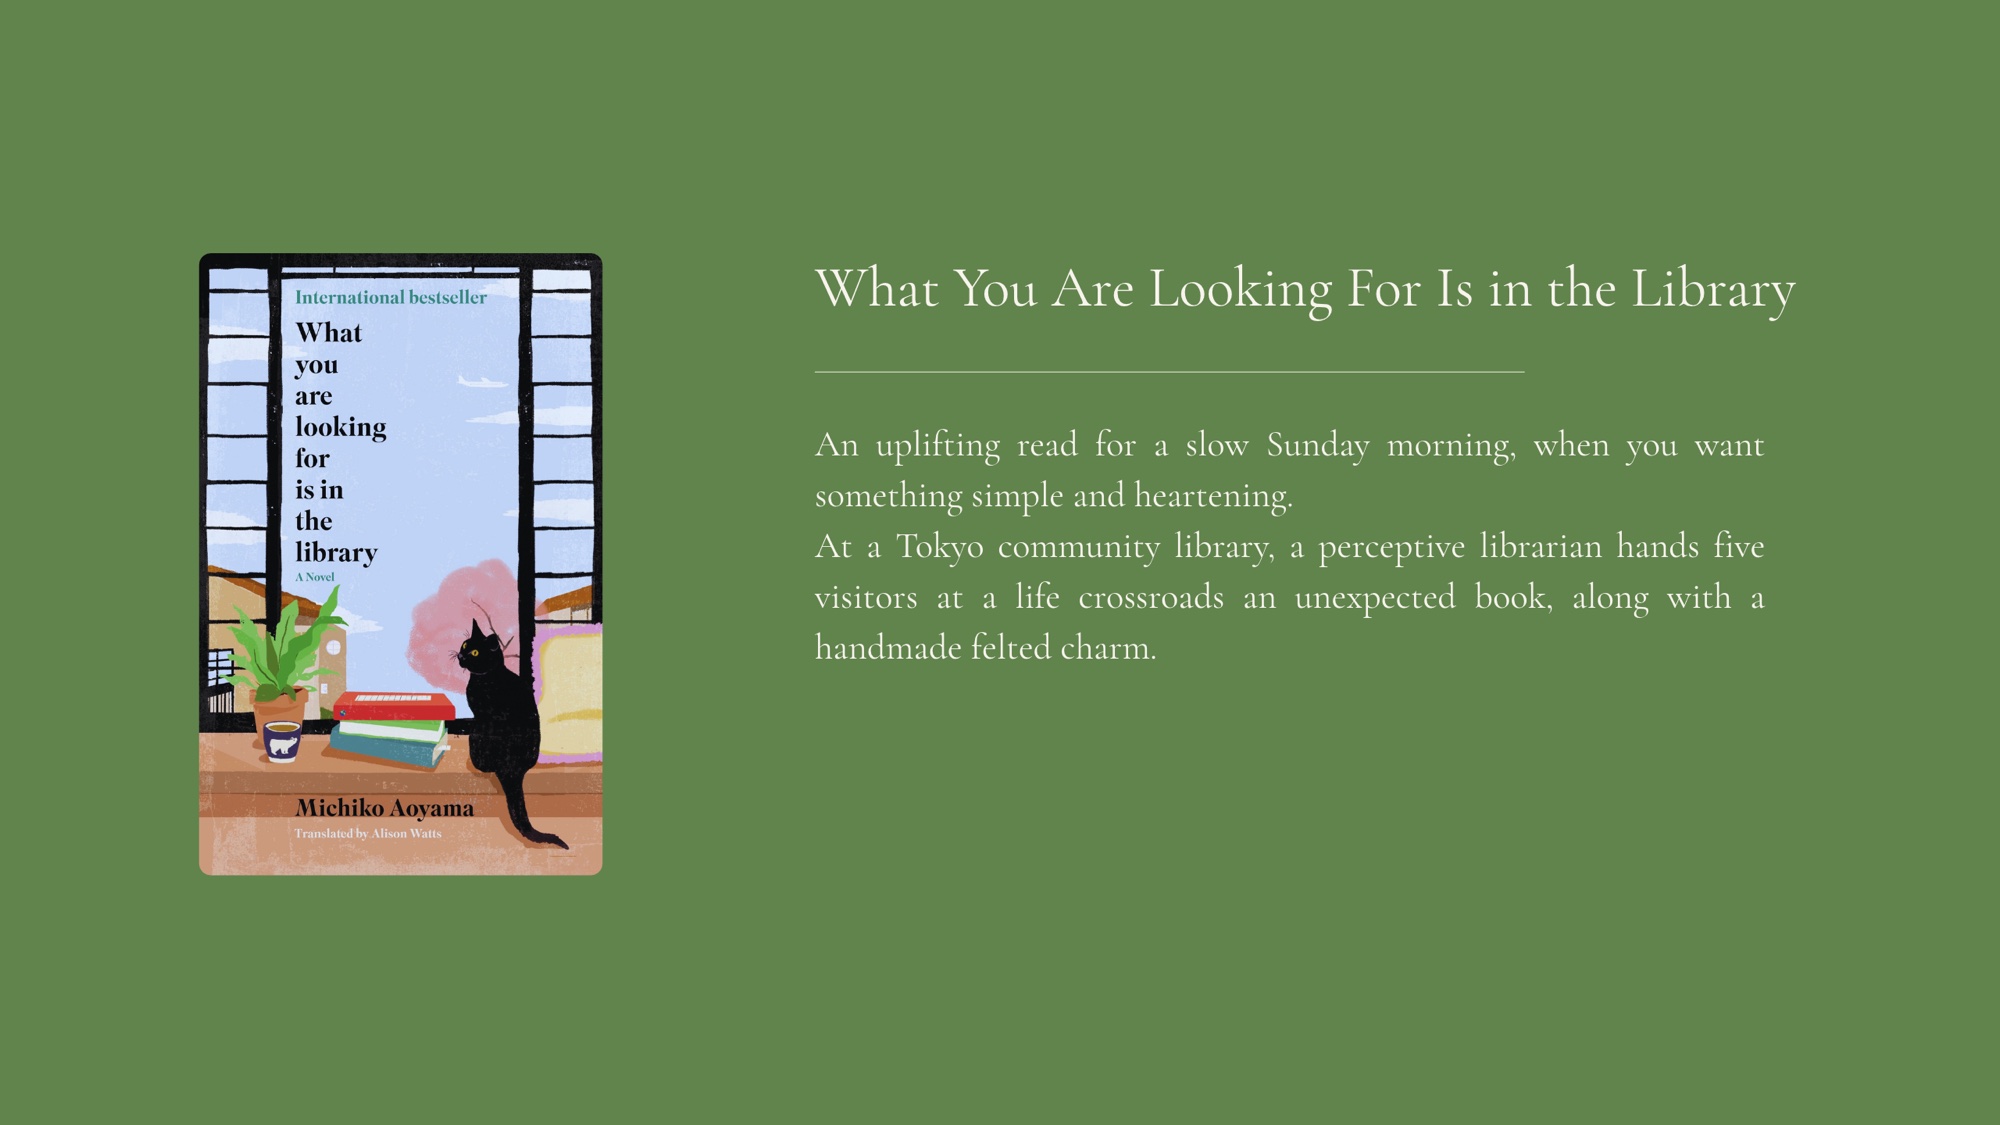 International bestseller
What
you
are
looking
for
is in
the
library
A Novel
Michiko Aoyama
Translated by Alison Watts
What You Are Looking For Is in the Library
An uplifting read for a slow Sunday morning, when you want
something simple and heartening.
At a Tokyo community library, a perceptive librarian hands five
visitors at a life crossroads an unexpected book, along with a
handmade felted charm.